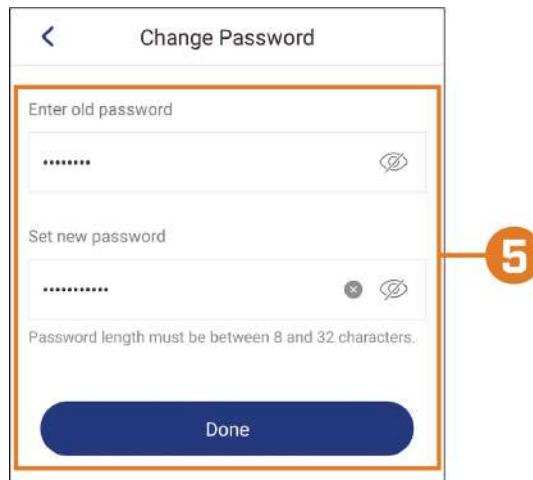 Change Password
Enter old password
••••••••
Set new password
•••••••••••
Password length must be between 8 and 32 characters.
Done
5